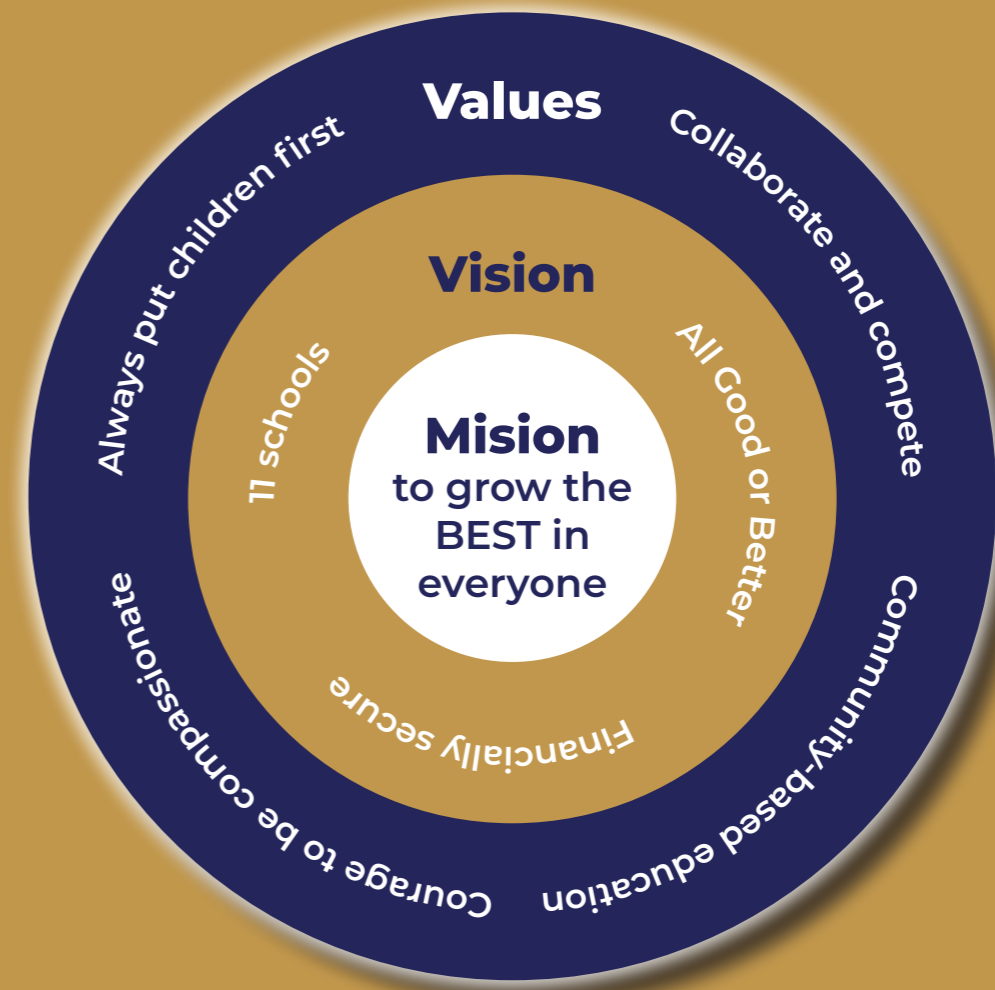 Values
Always put children first
Collaborate and compete
Community-based education
Courage to be compassionate
Vision
11 schools
All Good or Better
Financially secure
Mision
to grow the
BEST in
everyone